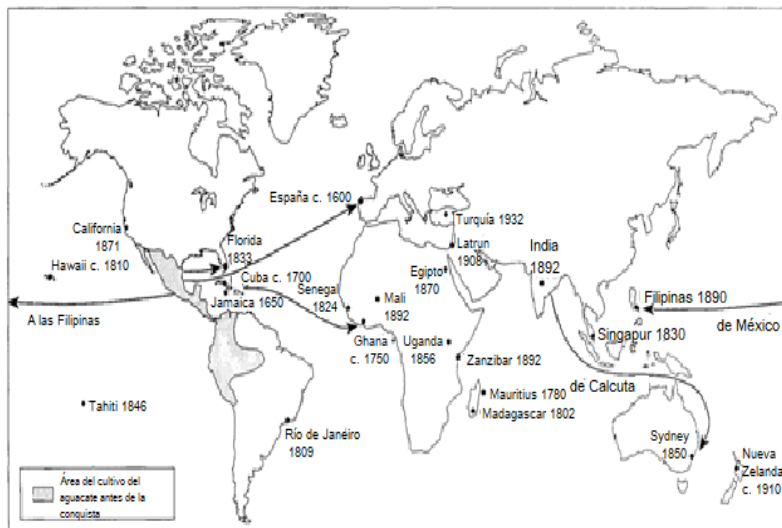 España c. 1600
Turquía 1932
California
1871
Florida
1833
Latrun
1908
India
1892
Hawaii c. 1810
Cuba c. 1700
Egipto
1870
Jamaica 1650
Senegal
1824
Mali
1892
Filipinas 1890
A las Filipinas
de México
Singapur 1830
Ghana
c. 1750
Uganda
1856
Zanzibar 1892
de Calcuta
Mauritius 1780
Tahiti 1846
Madagascar 1802
Río de Janeiro
1809
Sydney
1850
Nueva
Zelanda
c. 1910
Área del cultivo del
aguacate antes de la
conquista